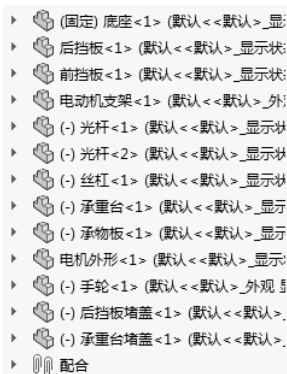 (固定) 底座<1> (默认<<默认>_显
后挡板<1> (默认<<默认>_显示状
前挡板<1> (默认<<默认>_显示状
电动机支架<1> (默认<<默认>_外
(-) 光杆<1> (默认<<默认>_显示状
(-) 光杆<2> (默认<<默认>_显示状
(-) 丝杠<1> (默认<<默认>_显示状
(-) 承重台<1> (默认<<默认>_显示
(-) 承物板<1> (默认<<默认>_显示
电机外形<1> (默认<<默认>_显示
(-) 手轮<1> (默认<<默认>_外观 显
(-) 后挡板堵盖<1> (默认<<默认>_
(-) 承重台堵盖<1> (默认<<默认>_
配合